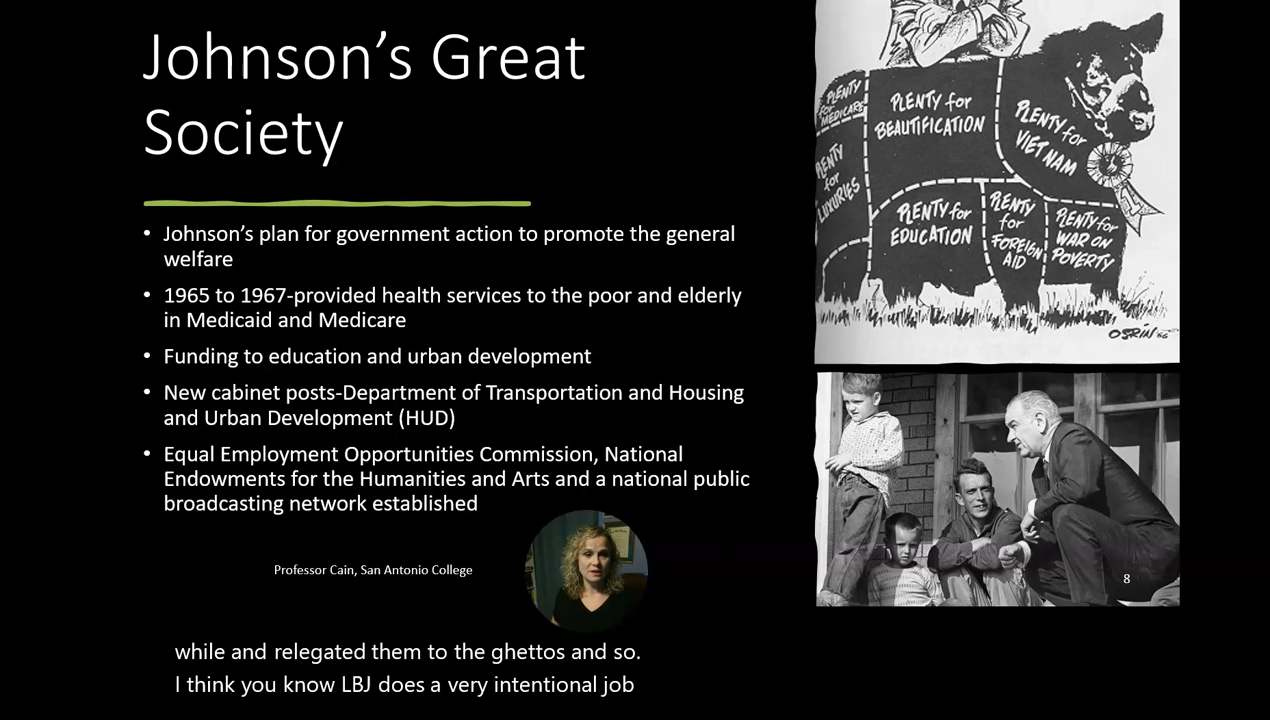 Johnson's Great
Society
• Johnson's plan for government action to promote the general
welfare
• 1965 to 1967-provided health services to the poor and elderly
in Medicaid and Medicare
• Funding to education and urban development
• New cabinet posts-Department of Transportation and Housing
and Urban Development (HUD)
• Equal Employment Opportunities Commission, National
Endowments for the Humanities and Arts and a national public
broadcasting network established
Professor Cain, San Antonio College
while and relegated them to the ghettos and so.
I think you know LBJ does a very intentional job
PLENTY
FOR
MEDICARE
PLENTY for
BEAUTIFICATION
PLENTY for
VIET NAM
PLENTY
for
LUXURIES
PLENTY for
EDUCATION
PLENTY
for
FOREIGN
AID
PLENTY for
WAR ON
POVERTY
OSRIN '66
8